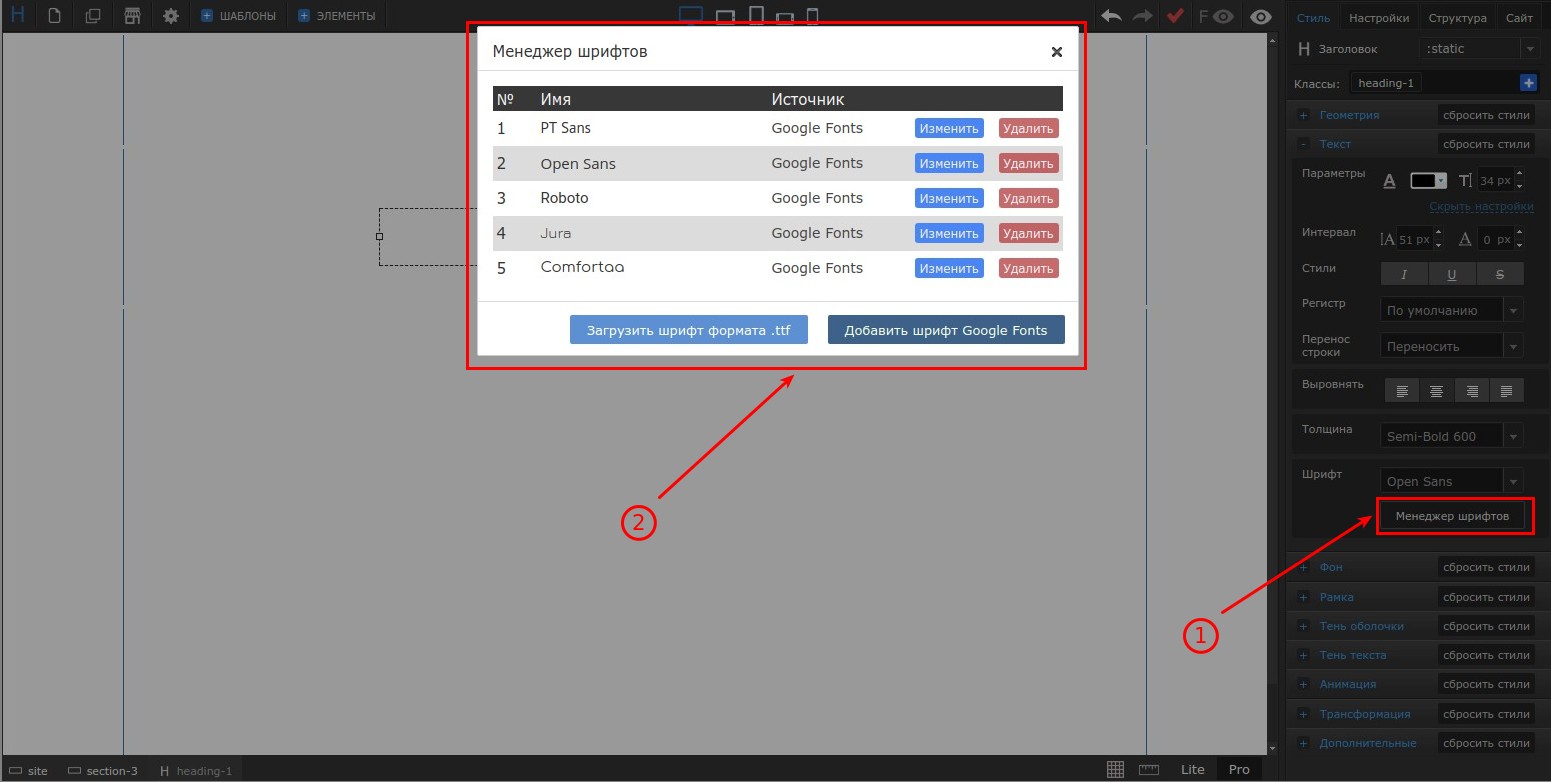 H ШАБЛОНЫ ЭЛЕМЕНТЫ F
Стиль Настройки Структура Сайт
H Заголовок :static
Классы: heading-1
+ Геометрия сбросить стили
- Текст сбросить стили
Параметры A TI 34 px
Скрыть настройки
Интервал IA 51 px A 0 px
Стили I U S
Регистр По умолчанию
Перенос строки Переносить
Выровнять
Толщина Semi-Bold 600
Шрифт Open Sans
Менеджер шрифтов
+ Фон сбросить стили
+ Рамка сбросить стили
+ Тень оболочки сбросить стили
+ Тень текста сбросить стили
+ Анимация сбросить стили
+ Трансформация сбросить стили
+ Дополнительные сбросить стили
Менеджер шрифтов
№ Имя Источник
1 PT Sans Google Fonts Изменить Удалить
2 Open Sans Google Fonts Изменить Удалить
3 Roboto Google Fonts Изменить Удалить
4 Jura Google Fonts Изменить Удалить
5 Comfortaa Google Fonts Изменить Удалить
Загрузить шрифт формата .ttf Добавить шрифт Google Fonts
2
1
site section-3 H heading-1 Lite Pro